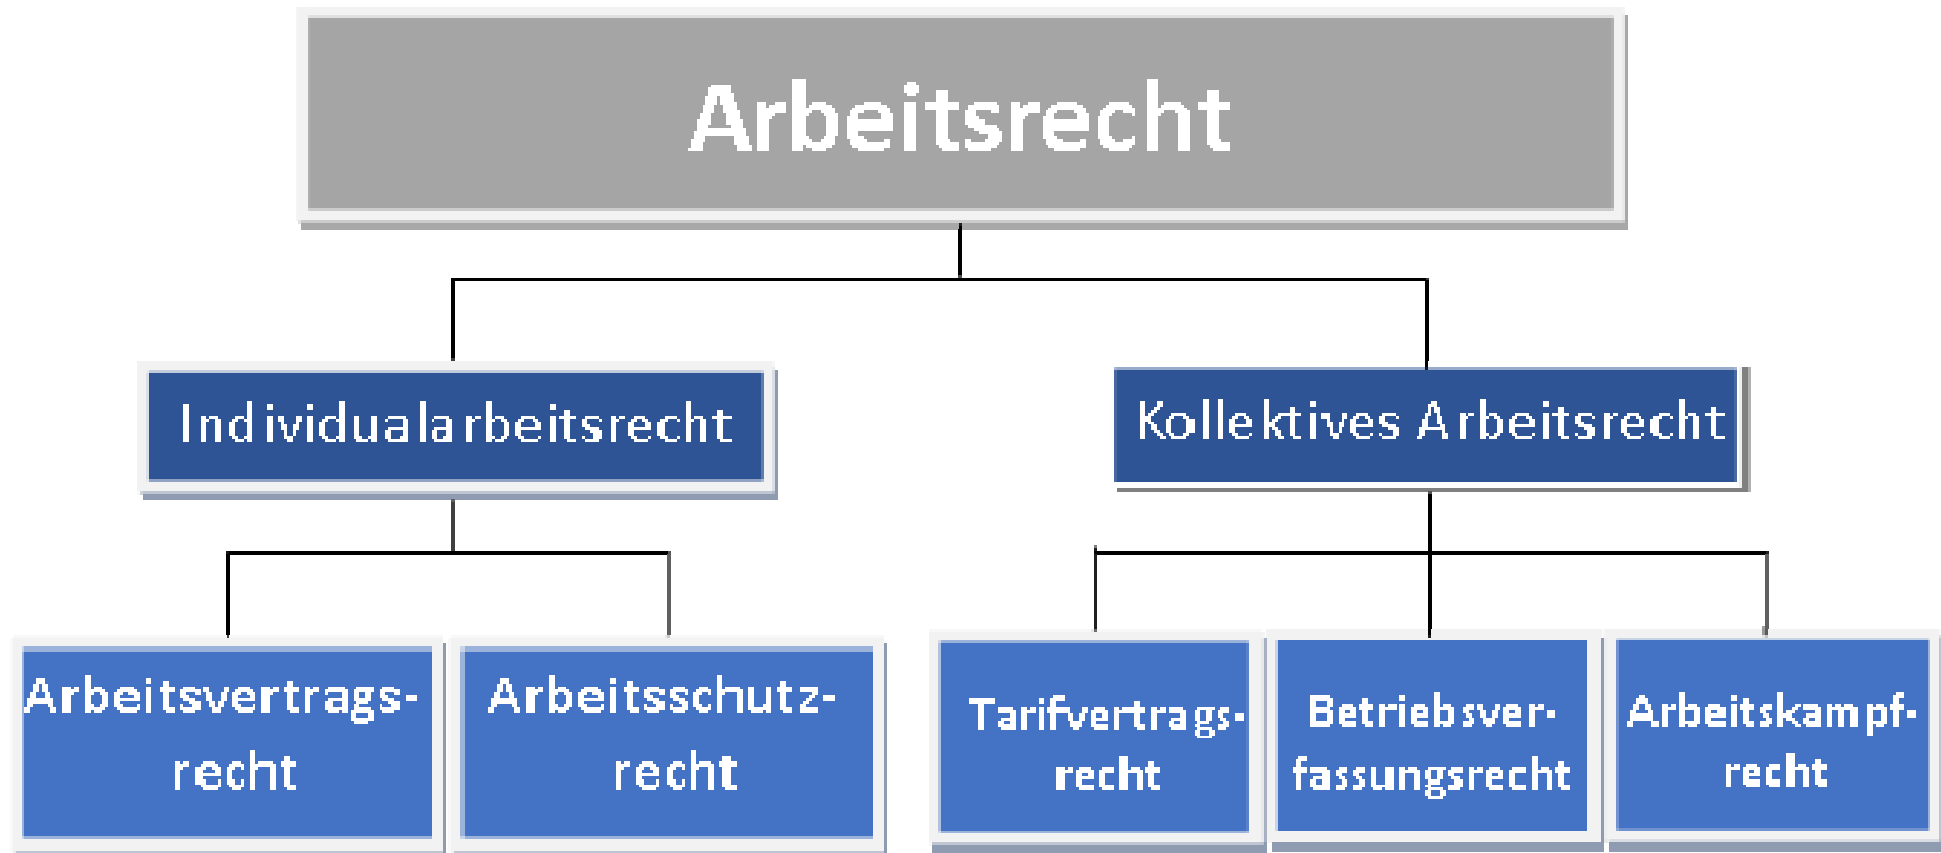 Arbeitsrecht
Individualarbeitsrecht
Kollektives Arbeitsrecht
Arbeitsvertrags-
recht
Arbeitsschutz-
recht
Tarifvertrags-
recht
Betriebsver-
fassungsrecht
Arbeitskampf-
recht